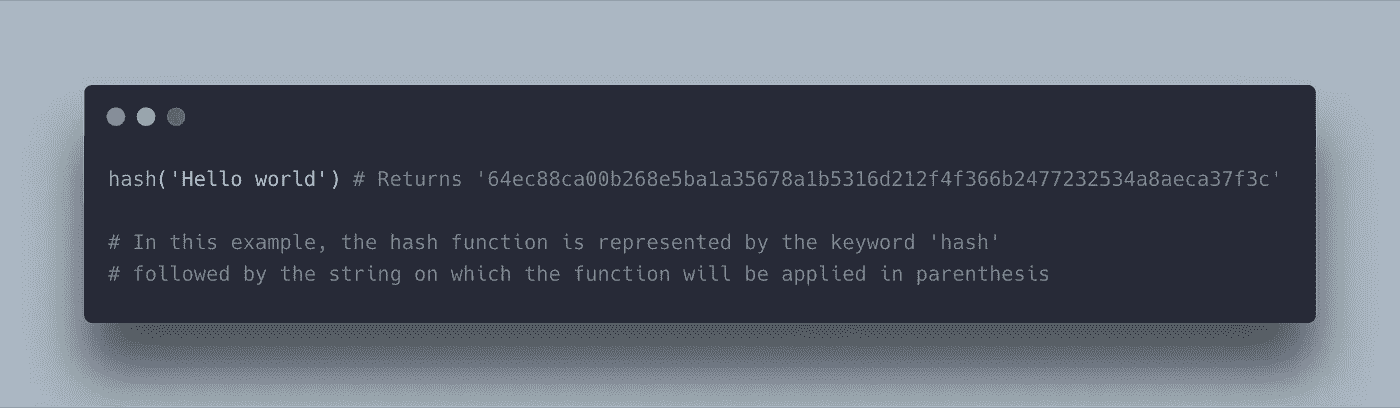 hash('Hello world') # Returns '64ec88ca00b268e5ba1a35678a1b5316d212f4f366b2477232534a8aeca37f3c'
# In this example, the hash function is represented by the keyword 'hash'
# followed by the string on which the function will be applied in parenthesis